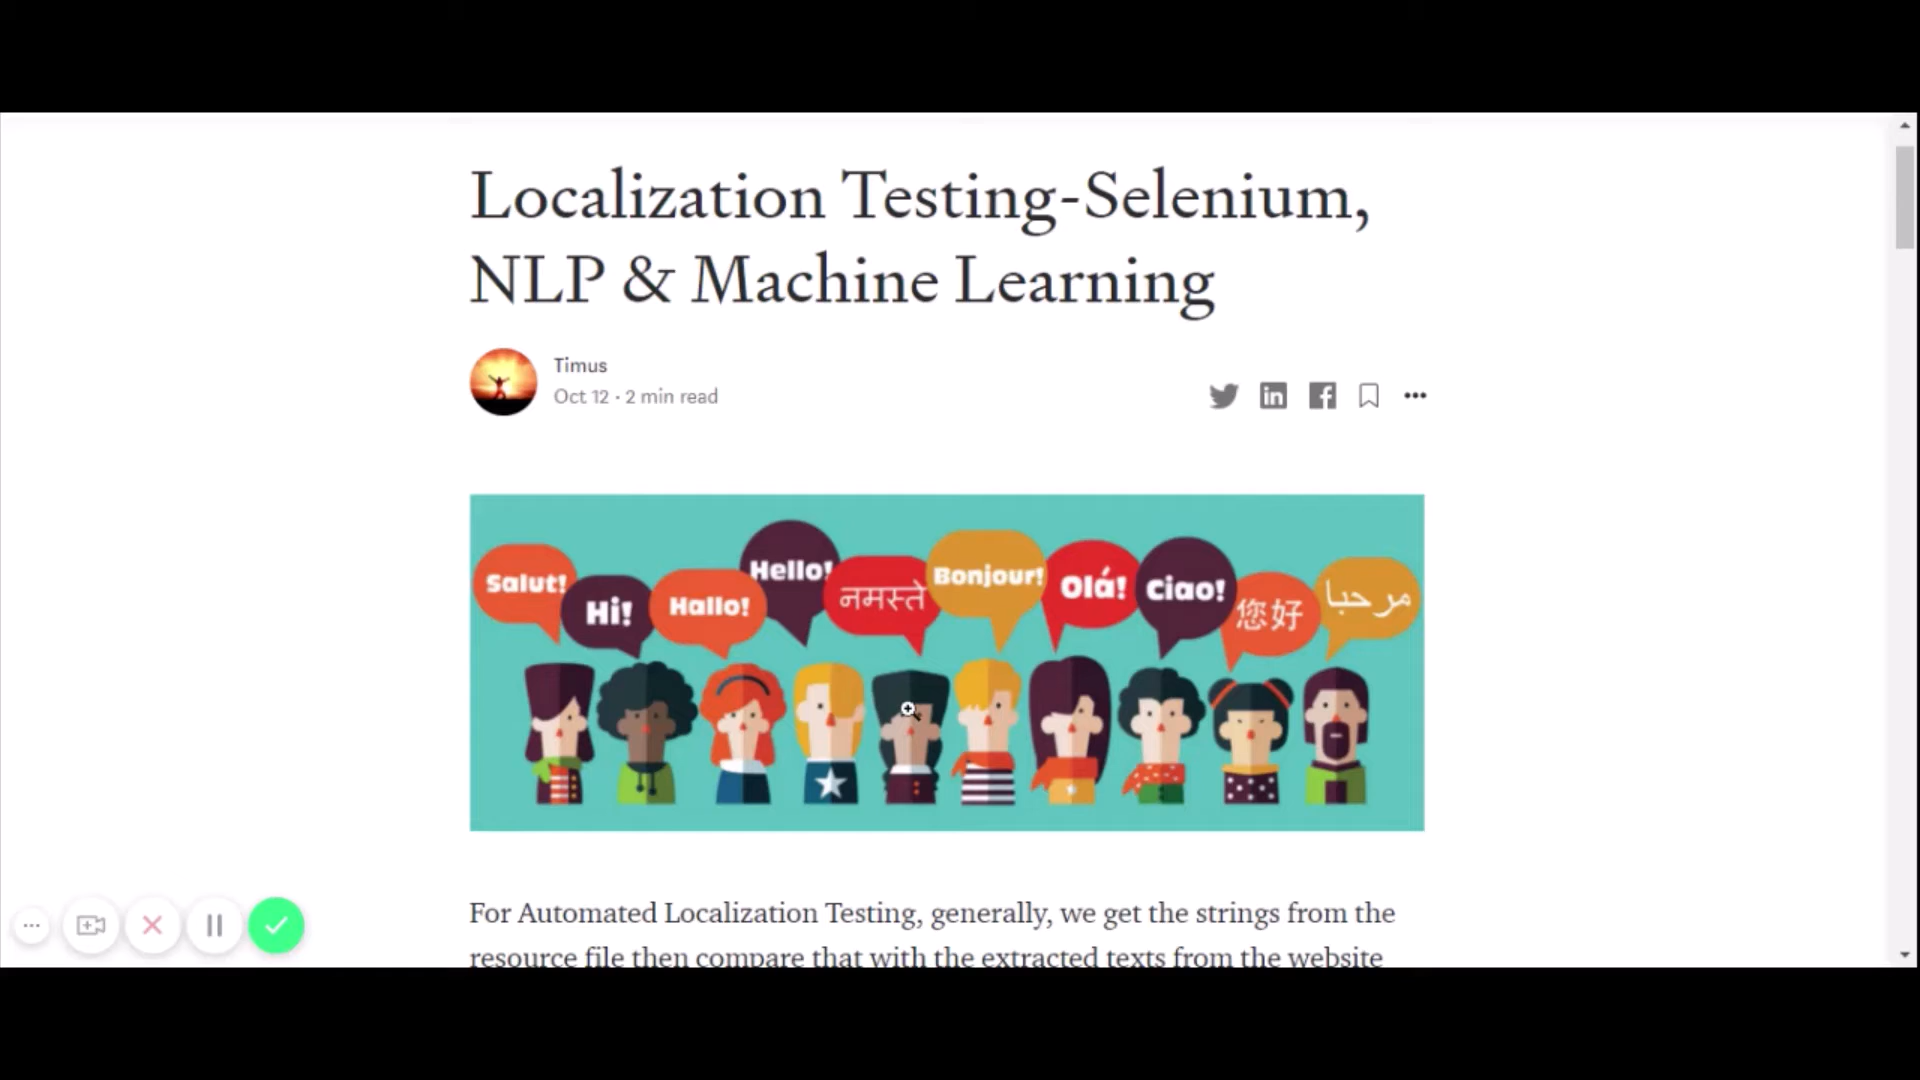 Localization Testing-Selenium,
NLP & Machine Learning
Timus
Oct 12 · 2 min read
Salut!
Hi!
Hallo!
Hello!
नमस्ते
Bonjour!
Olá!
Ciao!
您好
مرحبا
For Automated Localization Testing, generally, we get the strings from the
resource file then compare that with the extracted texts from the website